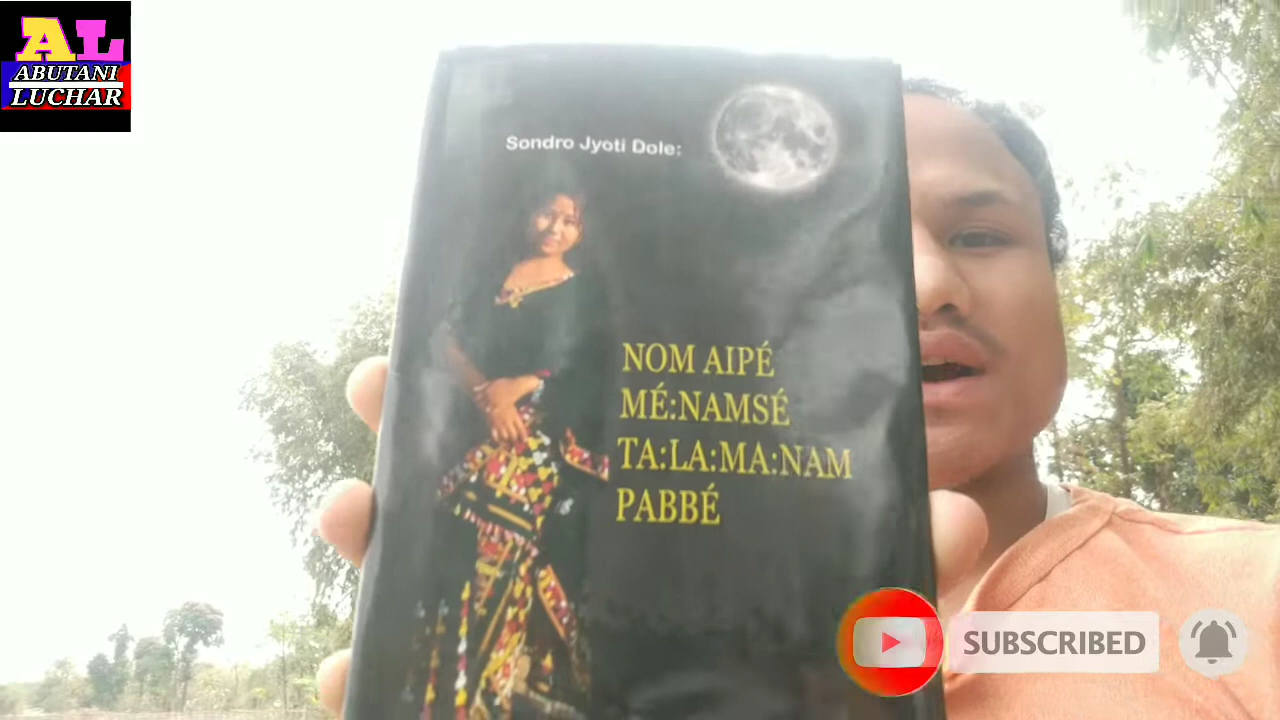 AL
ABUTANI
LUCHAR
Sondro Jyoti Dole:
NOM AIPÉ
MÉ:NAMSÉ
TA:LA:MA:NAM
PABBÉ
SUBSCRIBED